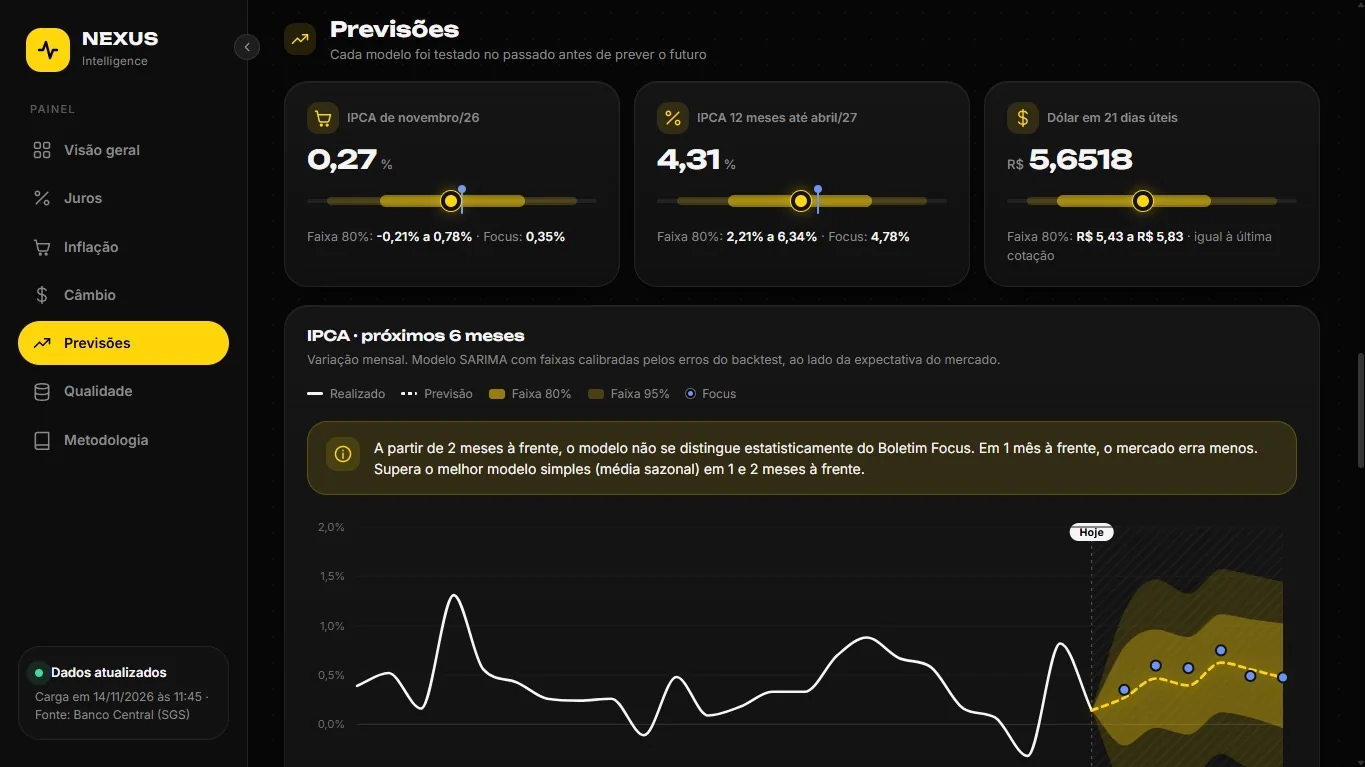 NEXUS
Intelligence
PAINEL
Visão geral
Juros
Inflação
Câmbio
Previsões
Qualidade
Metodologia
Dados atualizados
Carga em 14/11/2026 às 11:45 ·
Fonte: Banco Central (SGS)
Previsões
Cada modelo foi testado no passado antes de prever o futuro
IPCA de novembro/26
0,27 %
Faixa 80%: -0,21% a 0,78% · Focus: 0,35%
IPCA 12 meses até abril/27
4,31 %
Faixa 80%: 2,21% a 6,34% · Focus: 4,78%
Dólar em 21 dias úteis
R$ 5,6518
Faixa 80%: R$ 5,43 a R$ 5,83 · igual à última
cotação
IPCA · próximos 6 meses
Variação mensal. Modelo SARIMA com faixas calibradas pelos erros do backtest, ao lado da expectativa do mercado.
Realizado Previsão Faixa 80% Faixa 95% Focus
A partir de 2 meses à frente, o modelo não se distingue estatisticamente do Boletim Focus. Em 1 mês à frente, o mercado erra menos.
Supera o melhor modelo simples (média sazonal) em 1 e 2 meses à frente.
2,0%
Hoje
1,5%
1,0%
0,5%
0,0%